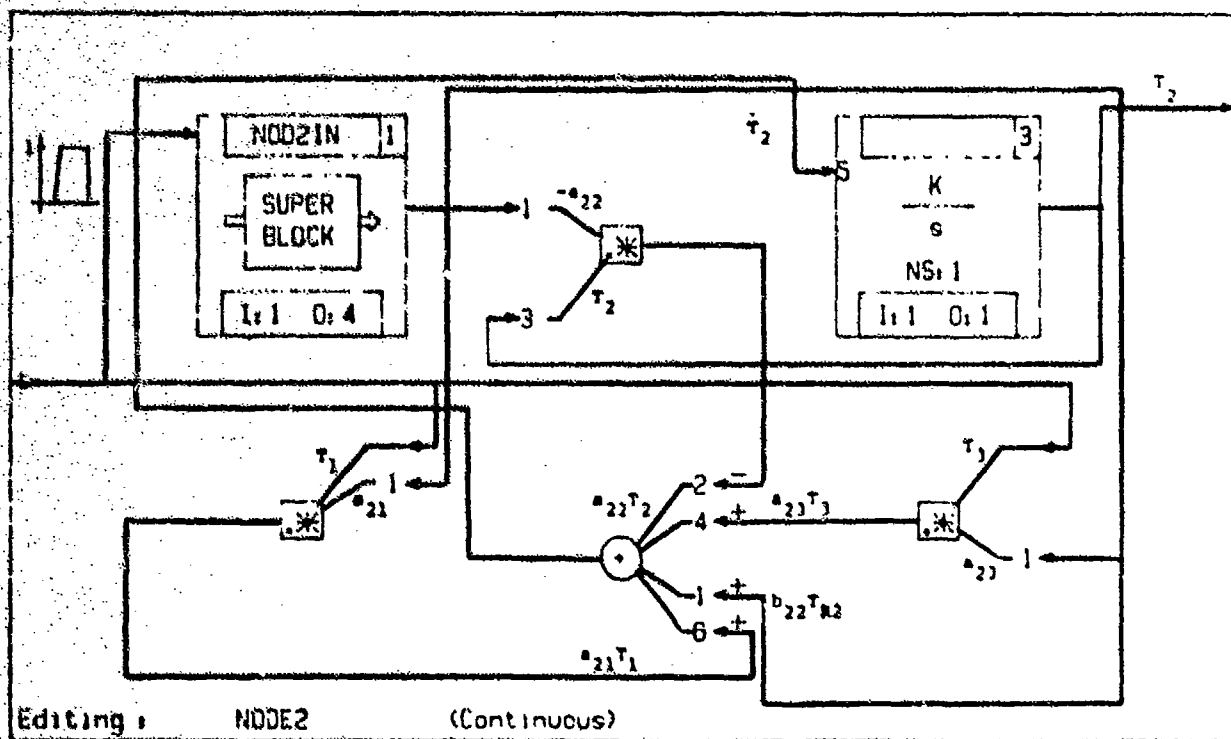 T2
NOD2IN 1
Ṫ2
3
5
K
SUPER
BLOCK
1 -a22
s
.*
NS: 1
T2
I: 1 O: 4
3
I: 1 O: 1
T1
T3
1
a21
2 -
a22T2
4 + a23T3
.*
.*
a23 1
+
1 + b22TR2
6 +
a21T1
Editing : NODE2 (Continuous)